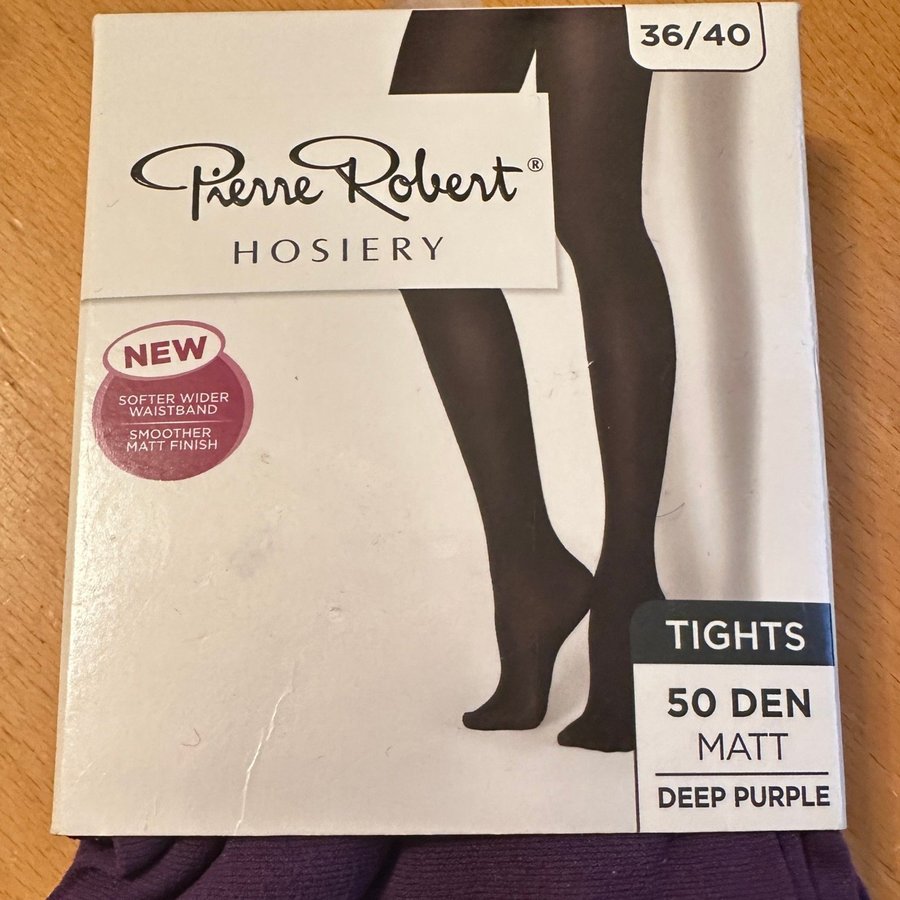 36/40
Pierre Robert®
HOSIERY
NEW
SOFTER WIDER
WAISTBAND
SMOOTHER
MATT FINISH
TIGHTS
50 DEN
MATT
DEEP PURPLE